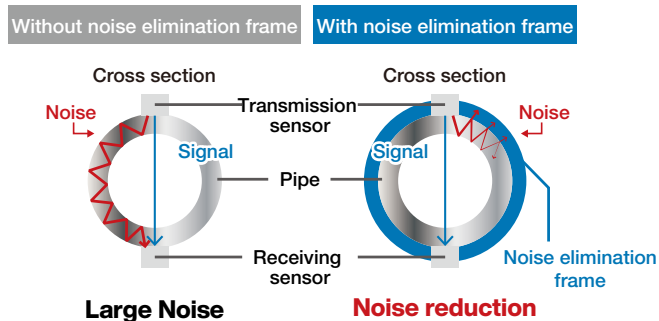 Without noise elimination frame
With noise elimination frame
Cross section
Cross section
Noise
Transmission
sensor
Noise
Signal
Signal
Pipe
Receiving
sensor
Noise elimination
frame
Large Noise
Noise reduction